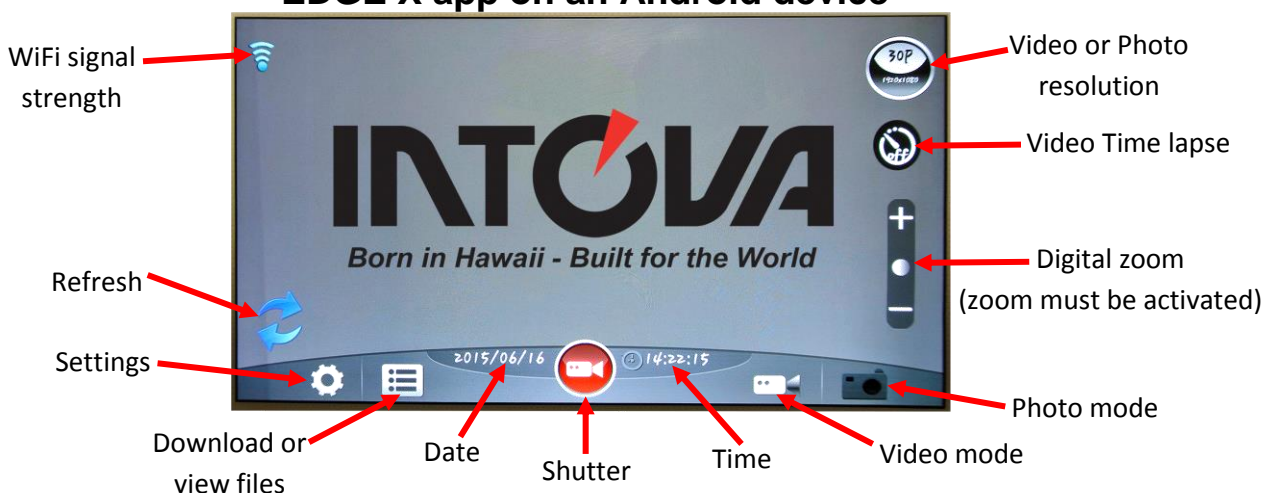 EDGE X app on an Android device
WiFi signal
strength
30P
1920x1080
Video or Photo
resolution
off
Video Time lapse
INTOVA
Born in Hawaii - Built for the World
Digital zoom
(zoom must be activated)
Refresh
Settings
2015/06/16
14:22:15
Download or
view files
Date
Shutter
Time
Video mode
Photo mode